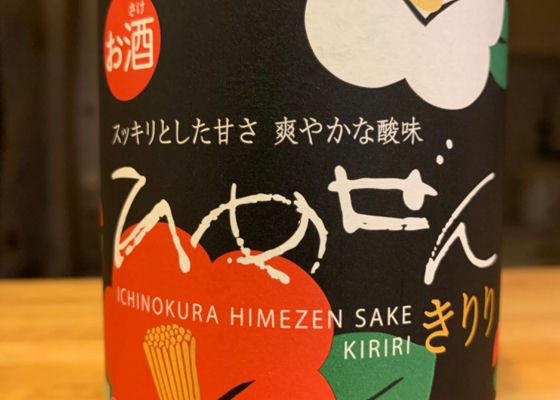 さけ
お酒
スッキリとした甘さ 爽やかな酸味
ひめぜん
ICHINOKURA HIMEZEN SAKE
KIRIRI
きりり